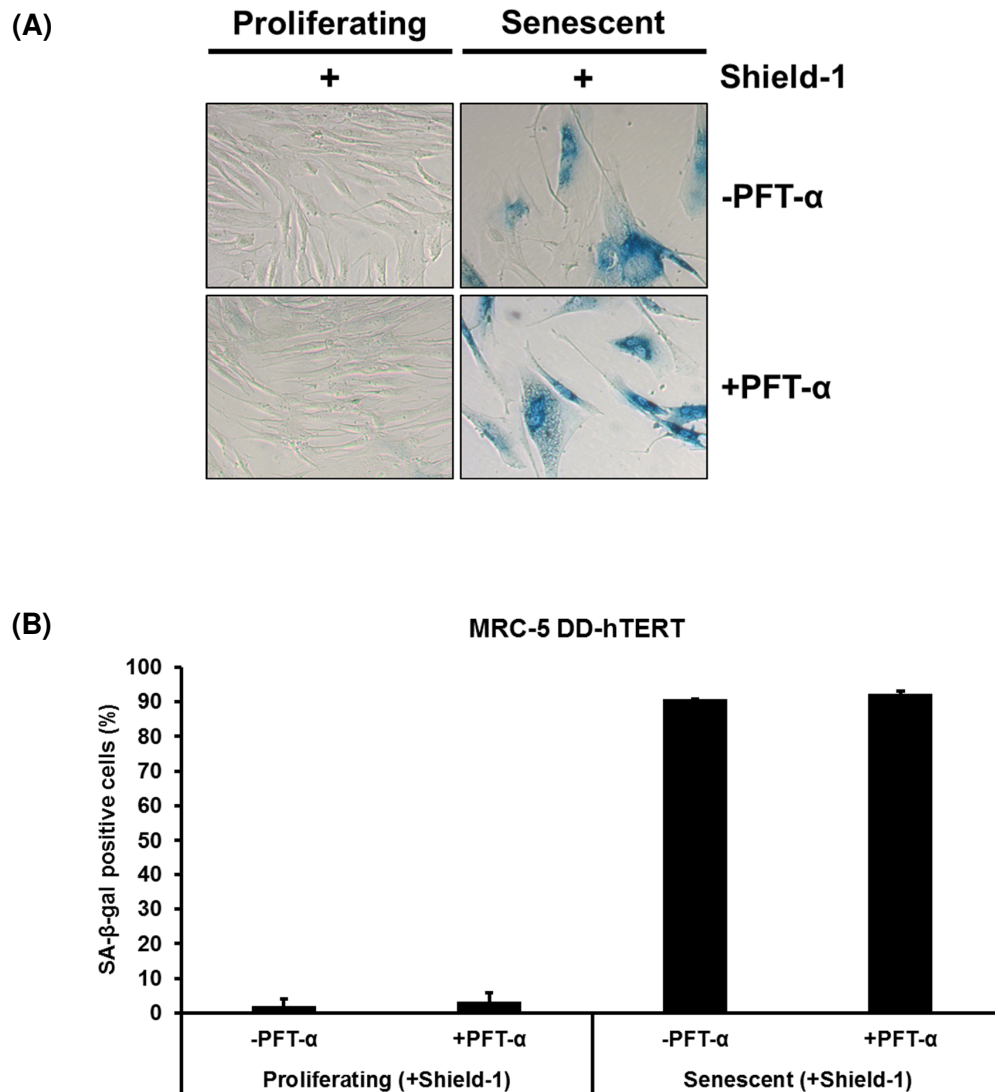 (A)
Proliferating Senescent
+ + Shield-1
-PFT-α
+PFT-α
(B)
MRC-5 DD-hTERT
SA-β-gal positive cells (%)
100
90
80
70
60
50
40
30
20
10
0
-PFT-α +PFT-α -PFT-α +PFT-α
Proliferating (+Shield-1) Senescent (+Shield-1)